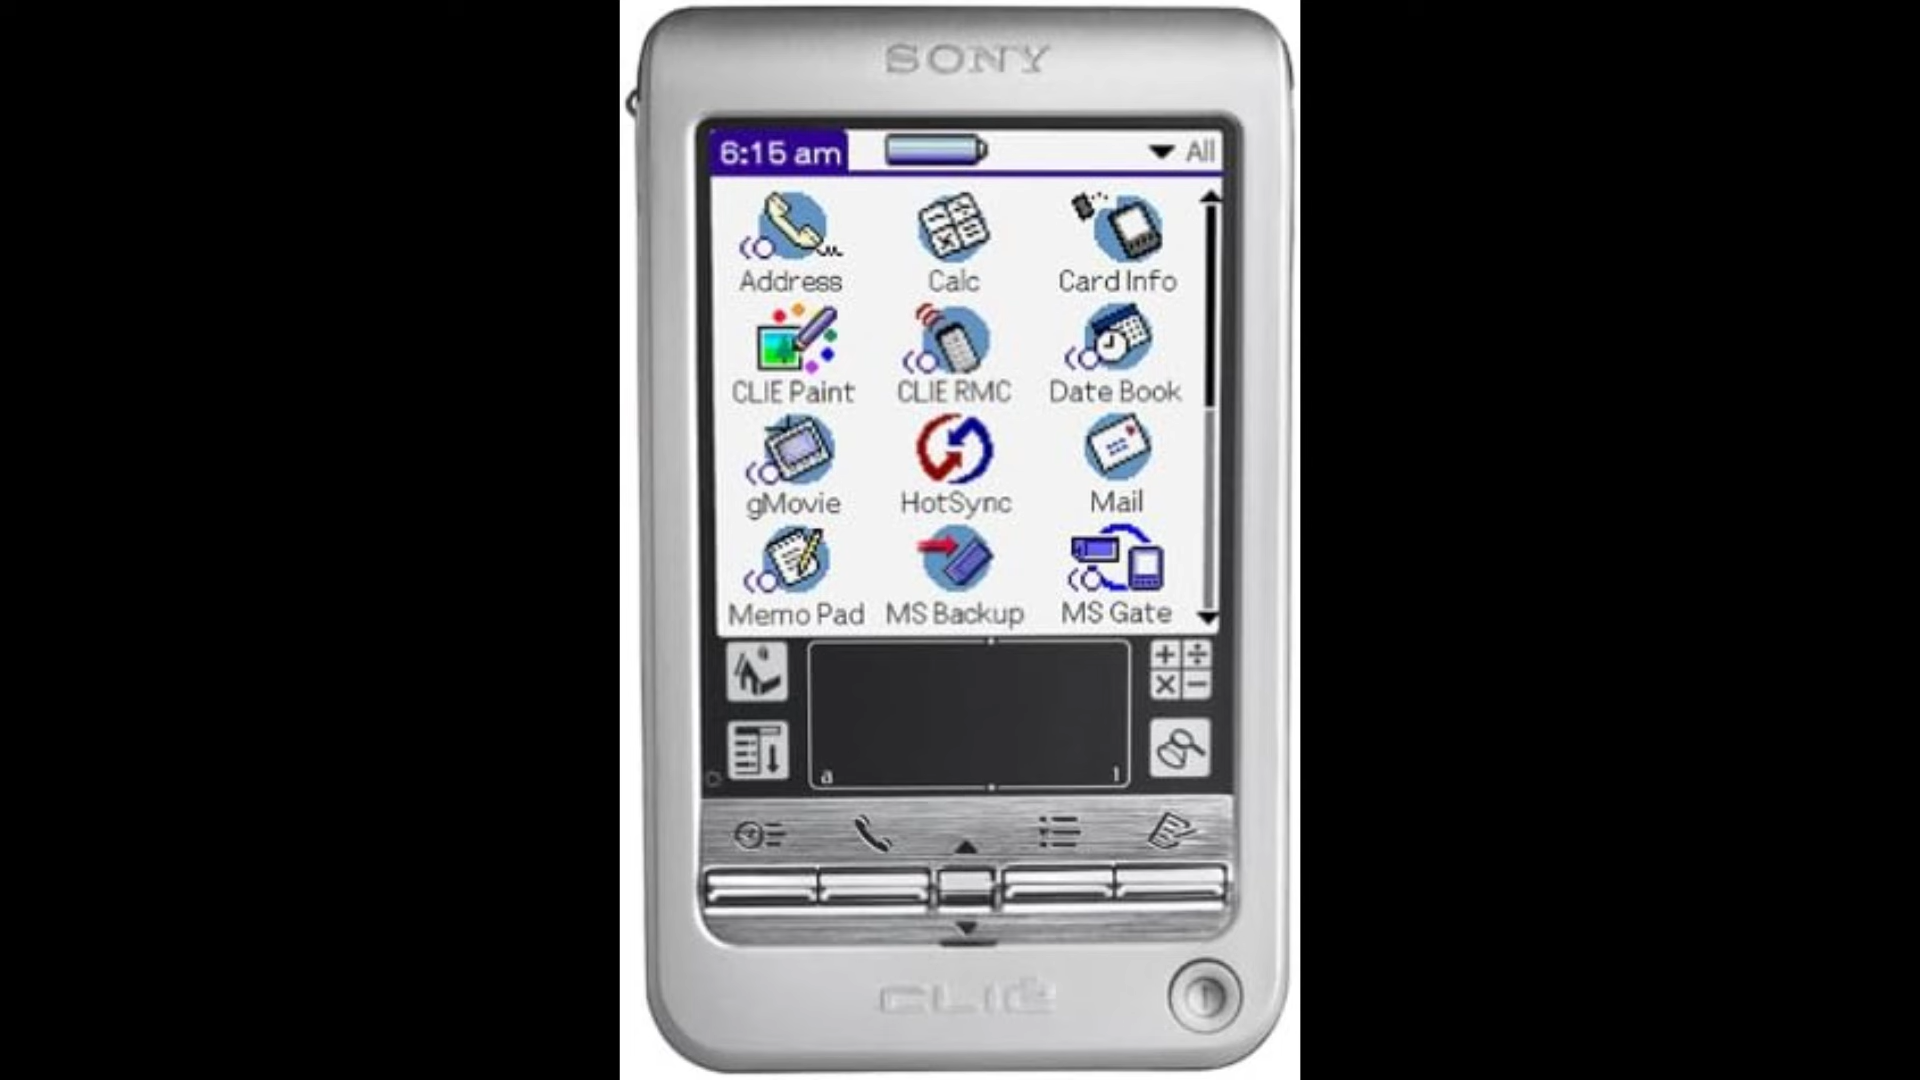 SONY
6:15 am All
Address Calc Card Info
CLIE Paint CLIE RMC Date Book
gMovie HotSync Mail
Memo Pad MS Backup MS Gate
+ ÷
× −
a 1
CLIÉ